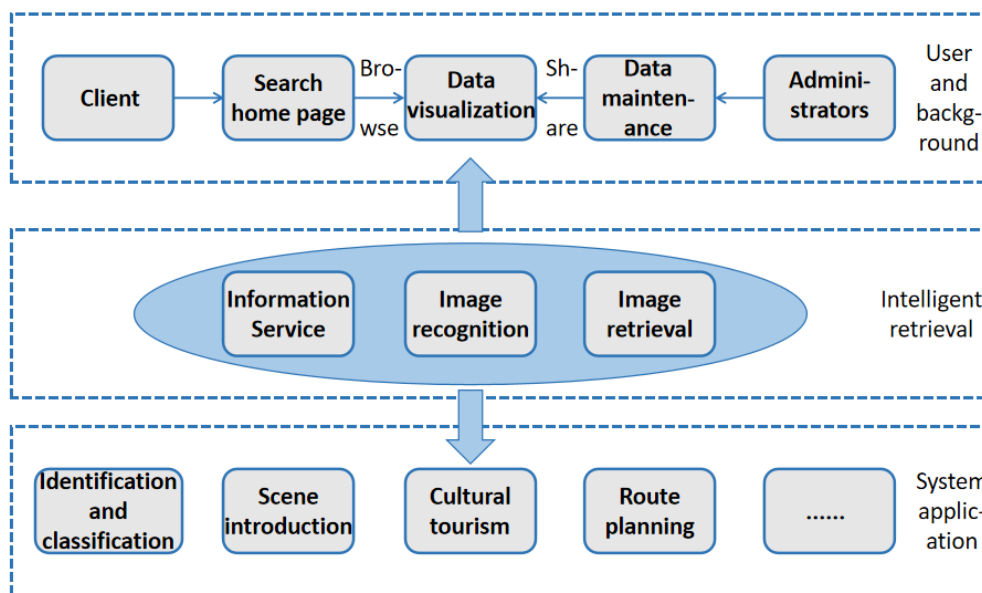 Client
Search
home page
Bro-
wse
Data
visualization
Sh-
are
Data
mainten-
ance
Admini-
strators
User
and
backg-
round
Information
Service
Image
recognition
Image
retrieval
Intelligent
retrieval
Identification
and
classification
Scene
introduction
Cultural
tourism
Route
planning
......
System
applic-
ation